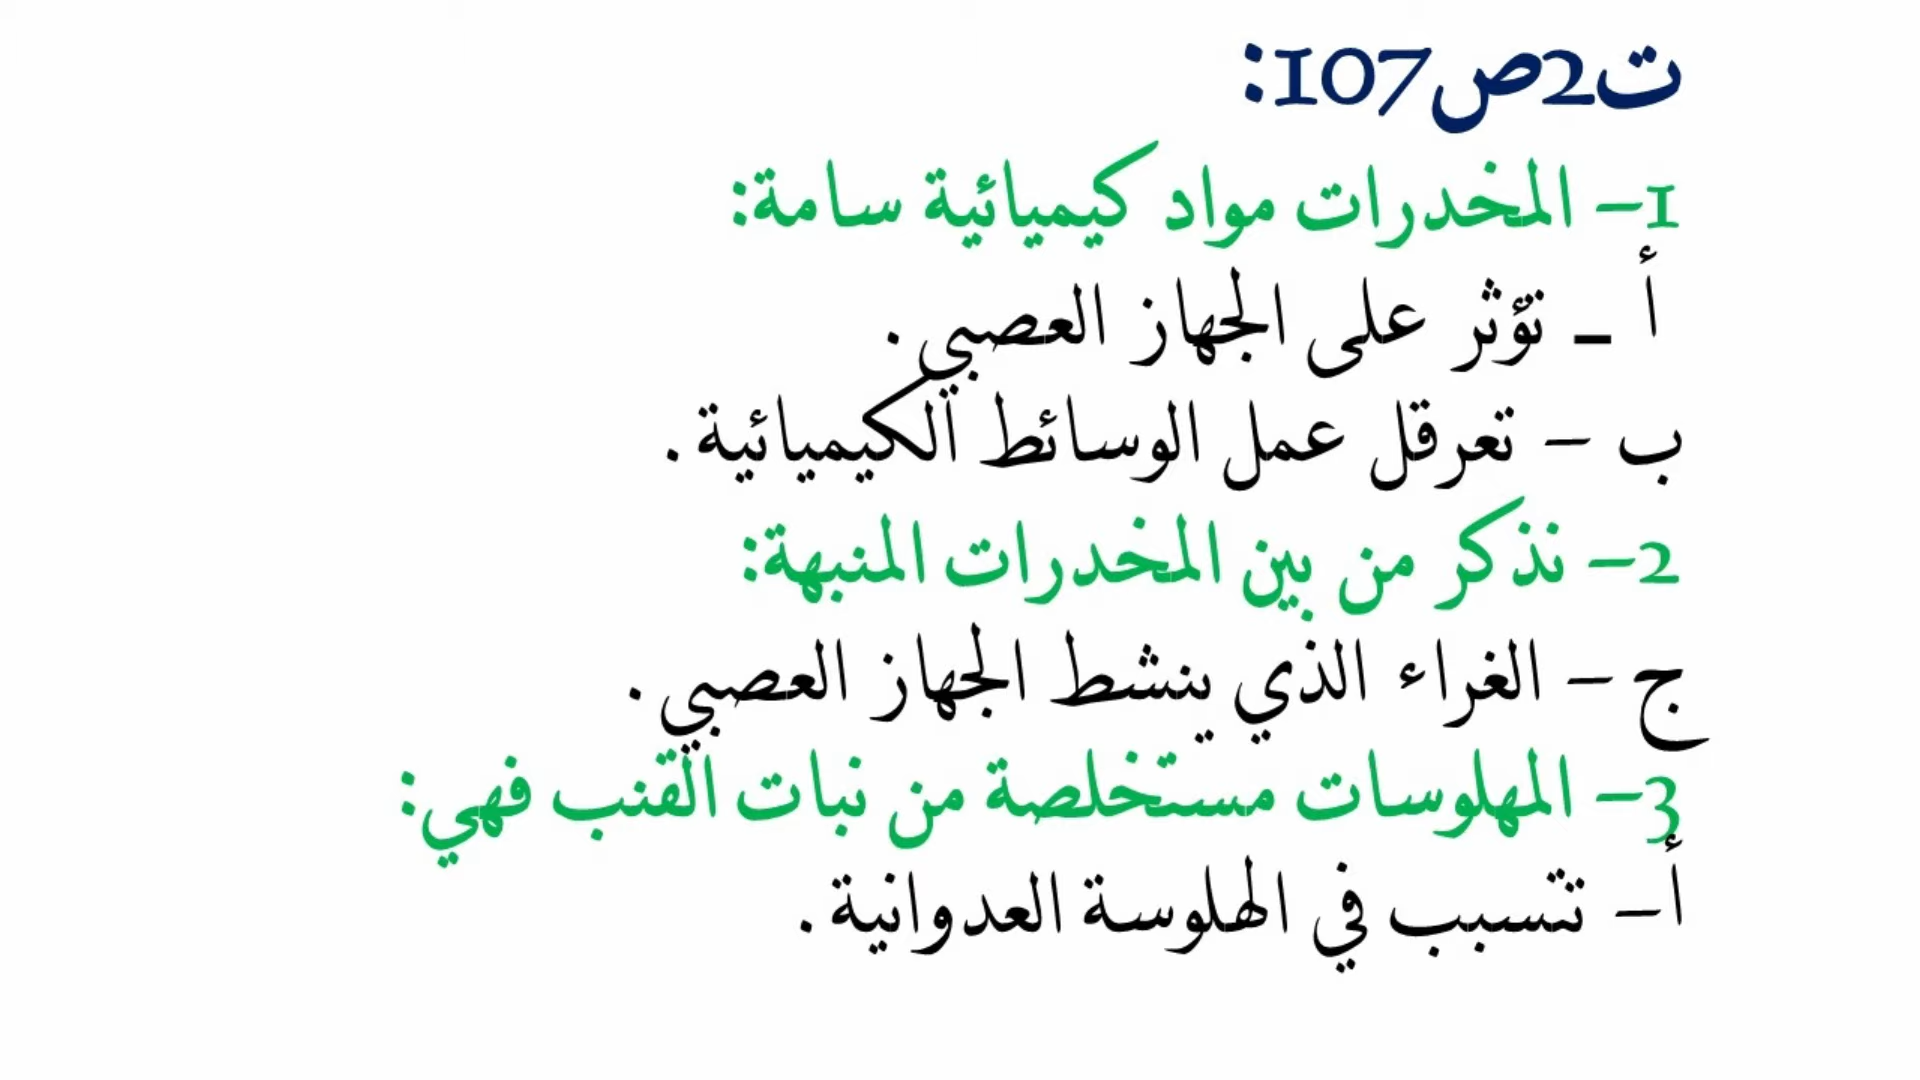 ت2ص107:
1- المخدرات مواد كيميائية سامة:
أ ـ تؤثر على الجهاز العصبي.
ب - تعرقل عمل الوسائط الكيميائية.
2- نذكر من بين المخدرات المنبهة:
ج - الغراء الذي ينشط الجهاز العصبي.
3- المهلوسات مستخلصة من نبات القنب فهي:
أ- تتسبب في الهلوسة العدوانية.